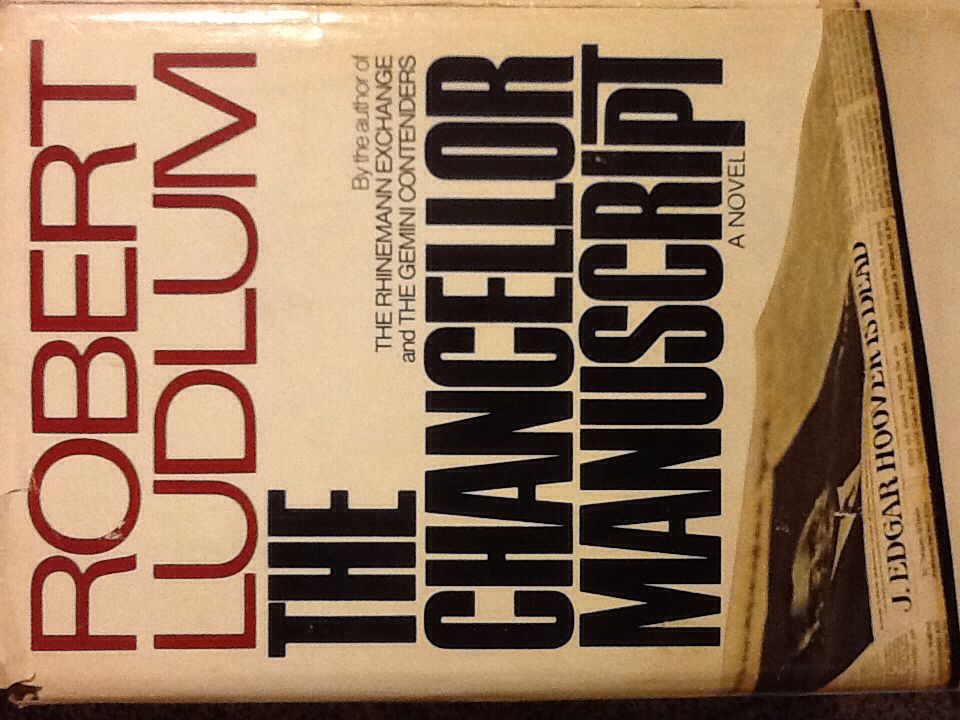 ROBERT
LUDLUM
By the author of
THE RHINEMANN EXCHANGE
and THE GEMINI CONTENDERS
THE
CHANCELLOR
MANUSCRIPT
A NOVEL
J. EDGAR HOOVER IS DEAD